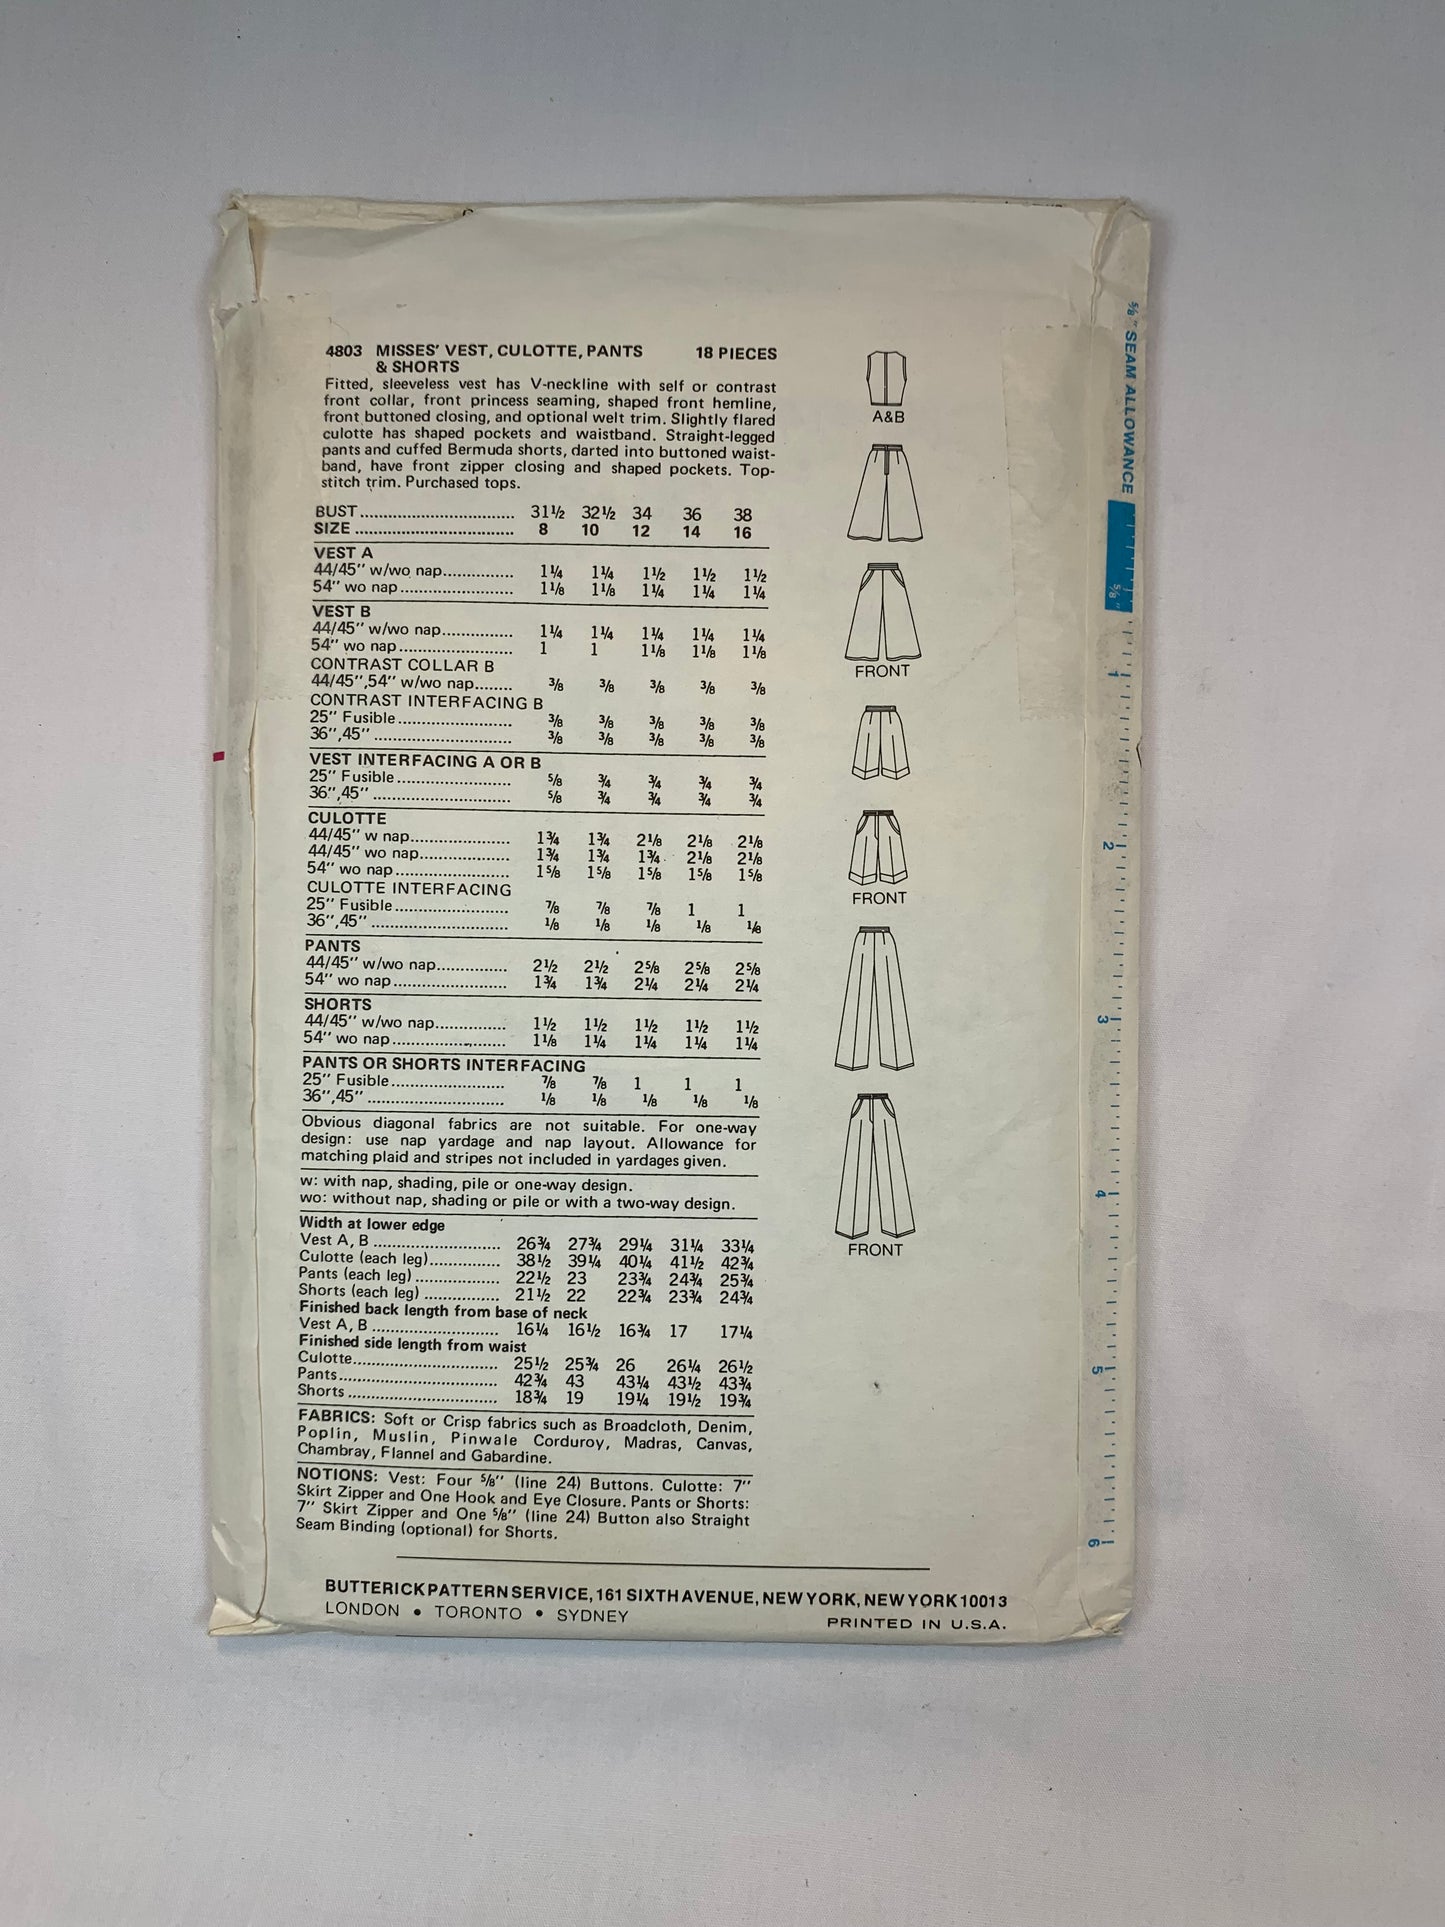 4803 MISSES' VEST, CULOTTE, PANTS 18 PIECES
& SHORTS
Fitted, sleeveless vest has V-neckline with self or contrast
front collar, front princess seaming, shaped front hemline,
front buttoned closing, and optional welt trim. Slightly flared
culotte has shaped pockets and waistband. Straight-legged
pants and cuffed Bermuda shorts, darted into buttoned waist-
band, have front zipper closing and shaped pockets. Top-
stitch trim. Purchased tops.
BUST 31½ 32½ 34 36 38
SIZE 8 10 12 14 16
VEST A
44/45" w/wo nap 1¼ 1¼ 1½ 1½ 1½
54" wo nap 1⅛ 1⅛ 1¼ 1¼ 1¼
VEST B
44/45" w/wo nap 1¼ 1¼ 1¼ 1¼ 1¼
54" wo nap 1 1 1⅛ 1⅛ 1⅛
CONTRAST COLLAR B
44/45",54" w/wo nap ⅜ ⅜ ⅜ ⅜ ⅜
CONTRAST INTERFACING B
25" Fusible ⅜ ⅜ ⅜ ⅜ ⅜
36",45" ⅜ ⅜ ⅜ ⅜ ⅜
VEST INTERFACING A OR B
25" Fusible ⅝ ¾ ¾ ¾ ¾
36",45" ⅝ ¾ ¾ ¾ ¾
CULOTTE
44/45" w nap 1¾ 1¾ 2⅛ 2⅛ 2⅛
44/45" wo nap 1¾ 1¾ 1¾ 2⅛ 2⅛
54" wo nap 1⅝ 1⅝ 1⅝ 1⅝ 1⅝
CULOTTE INTERFACING
25" Fusible ⅞ ⅞ ⅞ 1 1
36",45" ⅛ ⅛ ⅛ ⅛ ⅛
PANTS
44/45" w/wo nap 2½ 2½ 2⅝ 2⅝ 2⅝
54" wo nap 1¾ 1¾ 2¼ 2¼ 2¼
SHORTS
44/45" w/wo nap 1½ 1½ 1½ 1½ 1½
54" wo nap 1⅛ 1¼ 1¼ 1¼ 1¼
PANTS OR SHORTS INTERFACING
25" Fusible ⅞ ⅞ 1 1 1
36",45" ⅛ ⅛ ⅛ ⅛ ⅛
Obvious diagonal fabrics are not suitable. For one-way
design: use nap yardage and nap layout. Allowance for
matching plaid and stripes not included in yardages given.
w: with nap, shading, pile or one-way design.
wo: without nap, shading or pile or with a two-way design.
Width at lower edge
Vest A, B 26¾ 27¾ 29¼ 31¼ 33¼
Culotte (each leg) 38½ 39¼ 40¼ 41½ 42¾
Pants (each leg) 22½ 23 23¾ 24¾ 25¾
Shorts (each leg) 21½ 22 22¾ 23¾ 24¾
Finished back length from base of neck
Vest A, B 16¼ 16½ 16¾ 17 17¼
Finished side length from waist
Culotte 25½ 25¾ 26 26¼ 26½
Pants 42¾ 43 43¼ 43½ 43¾
Shorts 18¾ 19 19¼ 19½ 19¾
FABRICS: Soft or Crisp fabrics such as Broadcloth, Denim,
Poplin, Muslin, Pinwale Corduroy, Madras, Canvas,
Chambray, Flannel and Gabardine.
NOTIONS: Vest: Four ⅝" (line 24) Buttons. Culotte: 7"
Skirt Zipper and One Hook and Eye Closure. Pants or Shorts:
7" Skirt Zipper and One ⅝" (line 24) Button also Straight
Seam Binding (optional) for Shorts.
BUTTERICK PATTERN SERVICE, 161 SIXTH AVENUE, NEW YORK, NEW YORK 10013
LONDON • TORONTO • SYDNEY PRINTED IN U.S.A.
A&B
FRONT
FRONT
FRONT
⅝" SEAM ALLOWANCE
⅝"
1
2
3
4
5
6